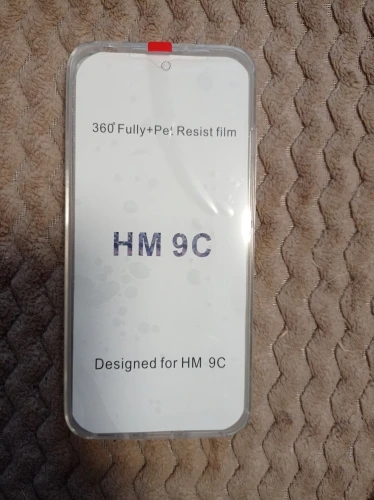 360°Fully+Pet Resist film
HM 9C
Designed for HM 9C